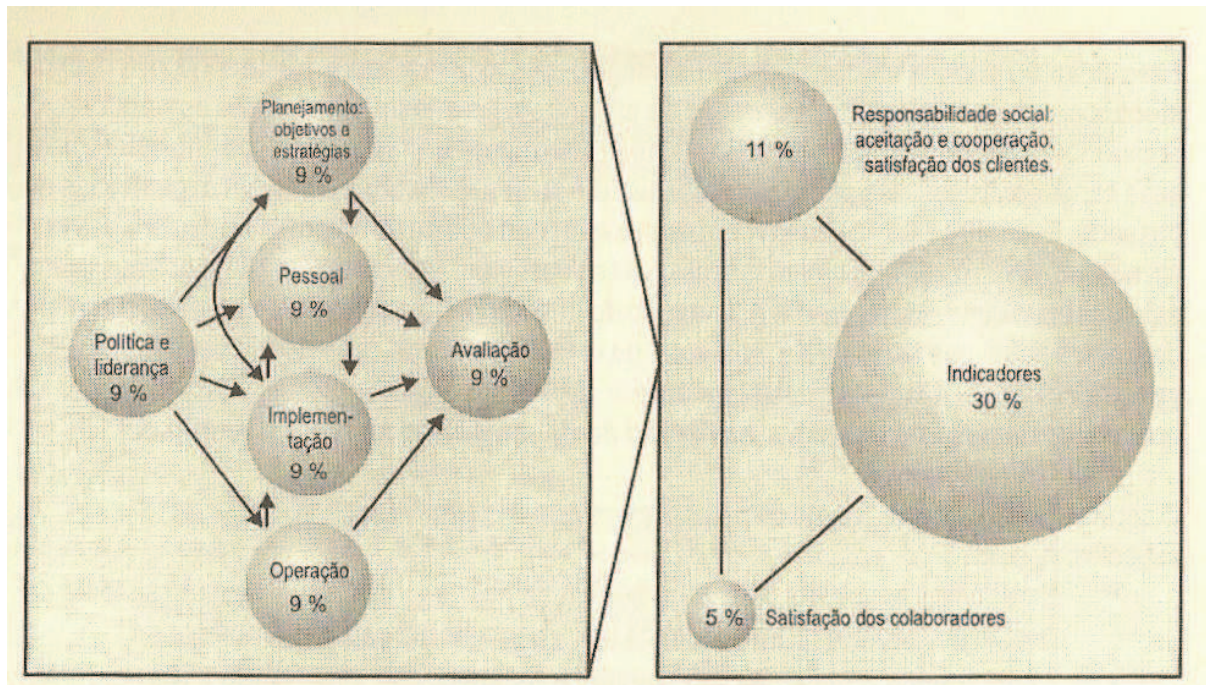 Planejamento:
objetivos e
estratégias
9 %
Pessoal
9 %
Política e
liderança
9 %
Avaliação
9 %
Implemen-
tação
9 %
Operação
9 %
11 %
Responsabilidade social:
aceitação e cooperação,
satisfação dos clientes.
Indicadores
30 %
5 %
Satisfação dos colaboradores